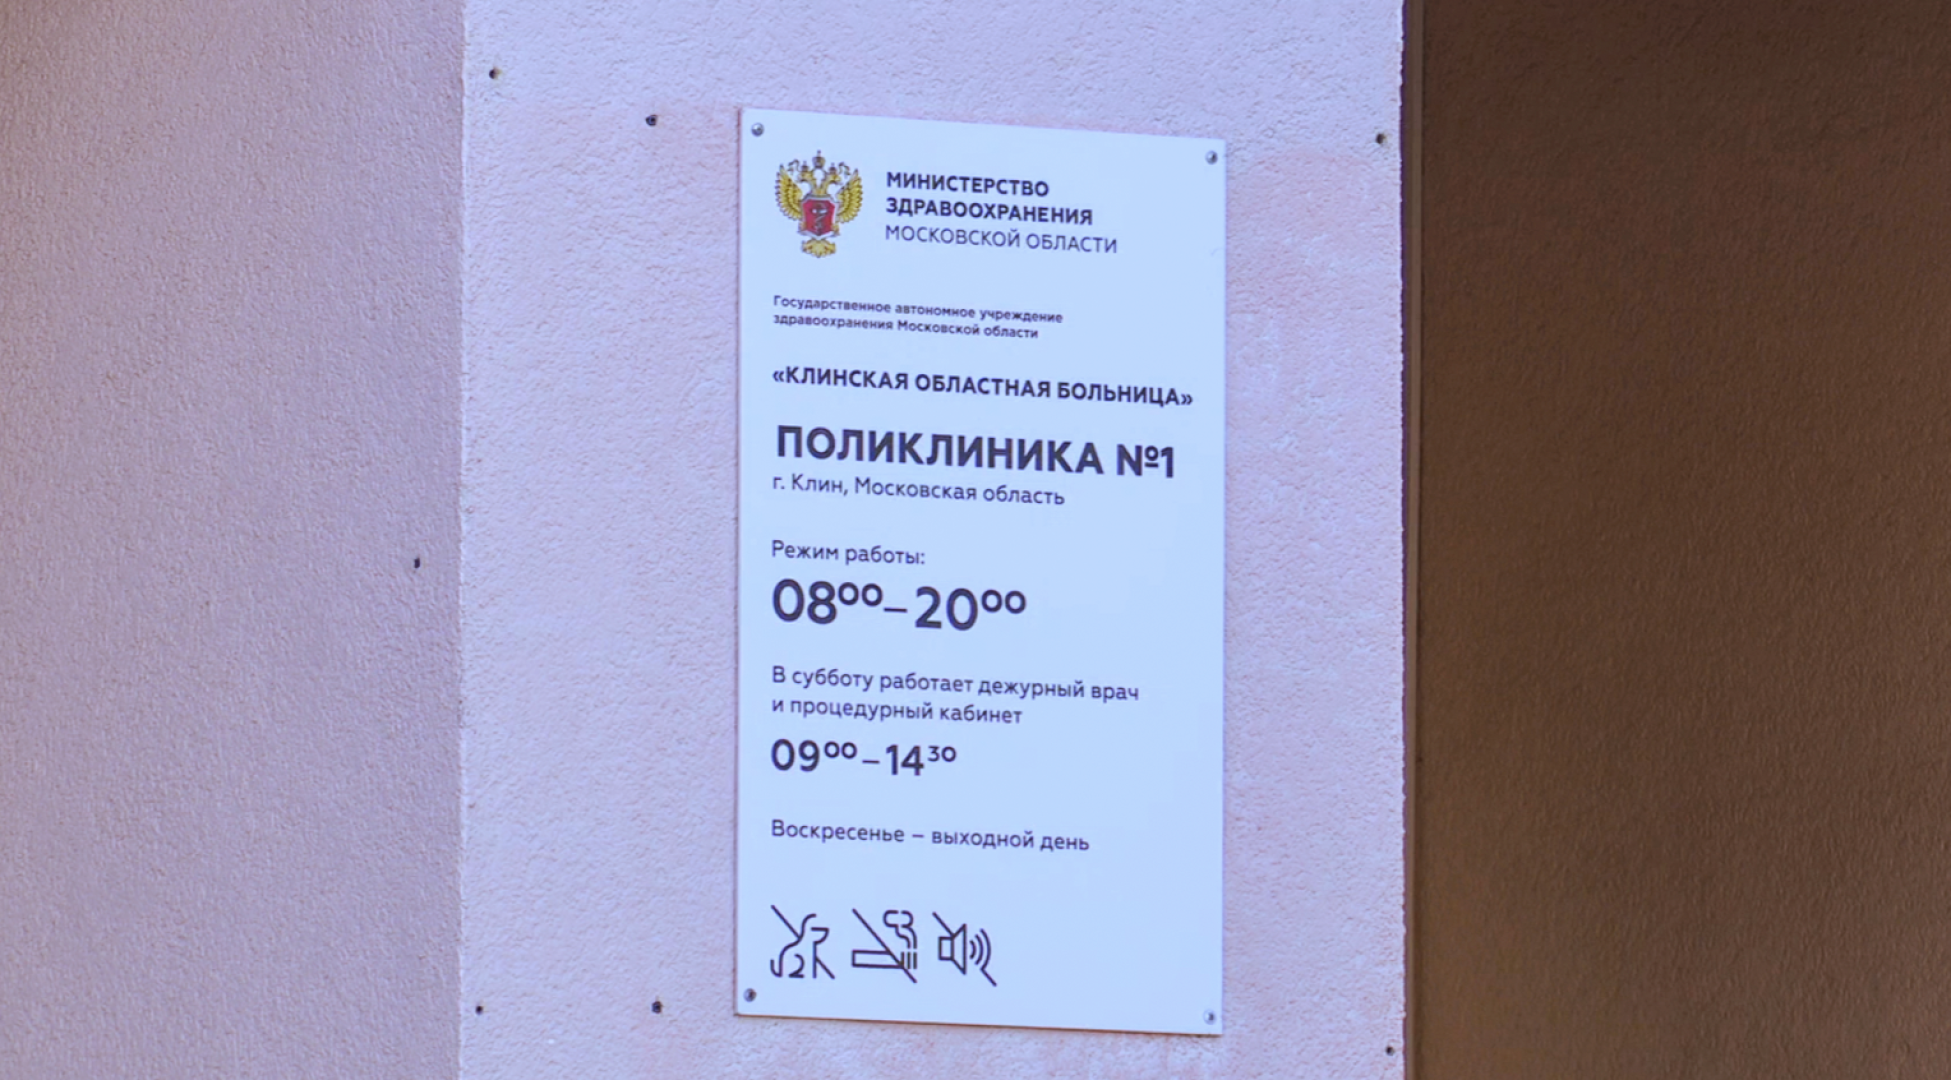 МИНИСТЕРСТВО
ЗДРАВООХРАНЕНИЯ
МОСКОВСКОЙ ОБЛАСТИ
Государственное автономное учреждение
здравоохранения Московской области
«КЛИНСКАЯ ОБЛАСТНАЯ БОЛЬНИЦА»
ПОЛИКЛИНИКА №1
г. Клин, Московская область
Режим работы:
08⁰⁰–20⁰⁰
В субботу работает дежурный врач
и процедурный кабинет
09⁰⁰–14³⁰
Воскресенье – выходной день